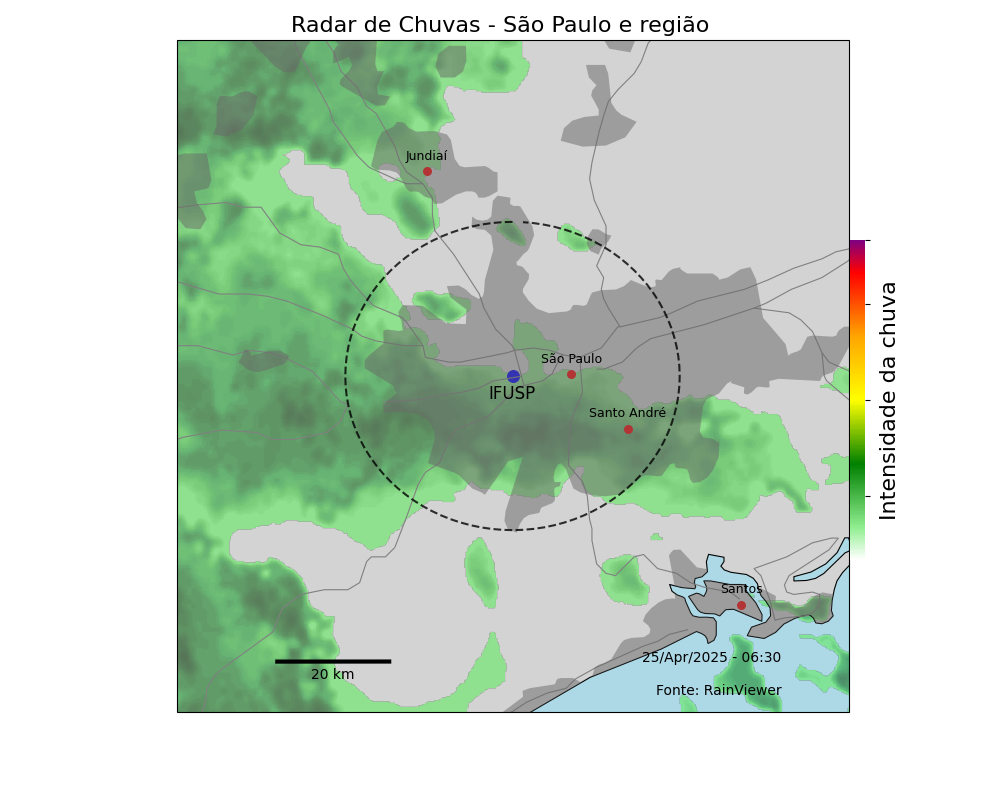 Radar de Chuvas - São Paulo e região
Jundiaí
São Paulo
IFUSP
Santo André
Intensidade da chuva
Santos
25/Apr/2025 - 06:30
20 km
Fonte: RainViewer